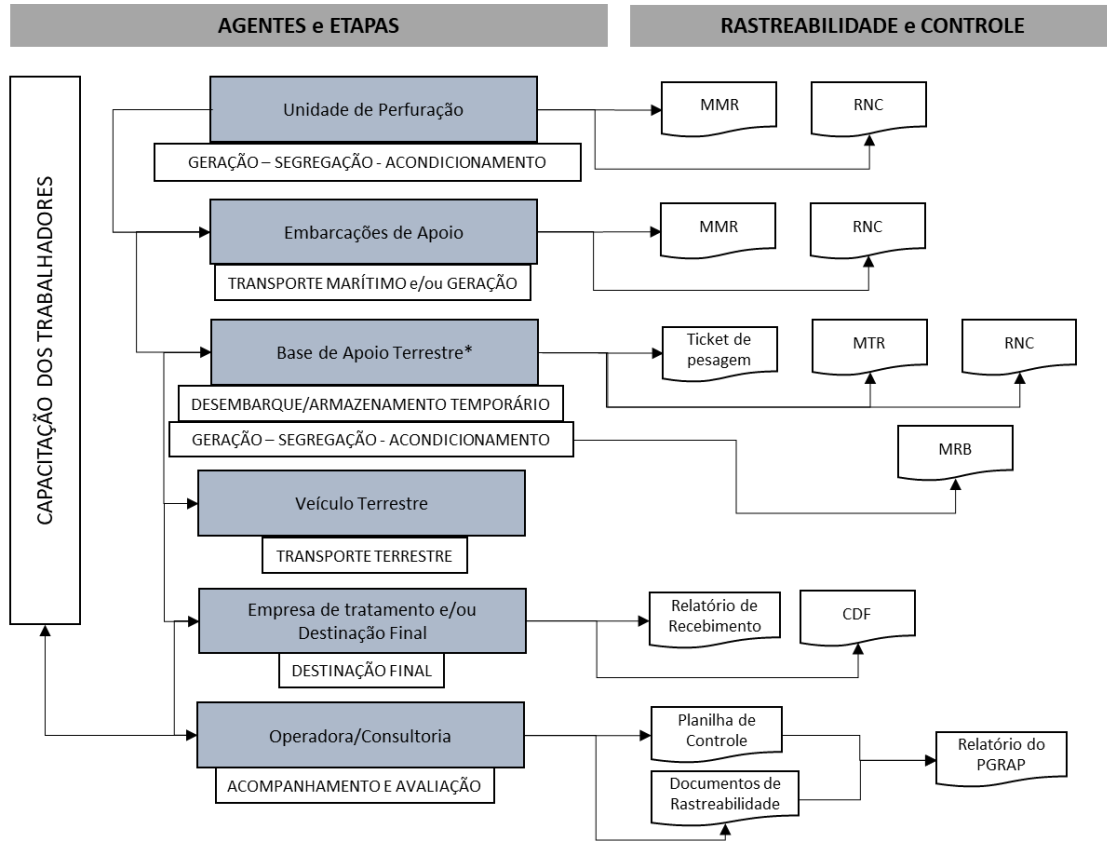 AGENTES e ETAPAS
RASTREABILIDADE e CONTROLE
CAPACITAÇÃO DOS TRABALHADORES
Unidade de Perfuração
GERAÇÃO – SEGREGAÇÃO - ACONDICIONAMENTO
MMR
RNC
Embarcações de Apoio
TRANSPORTE MARÍTIMO e/ou GERAÇÃO
MMR
RNC
Base de Apoio Terrestre*
DESEMBARQUE/ARMAZENAMENTO TEMPORÁRIO
GERAÇÃO – SEGREGAÇÃO - ACONDICIONAMENTO
Ticket de
pesagem
MTR
RNC
MRB
Veículo Terrestre
TRANSPORTE TERRESTRE
Empresa de tratamento e/ou
Destinação Final
DESTINAÇÃO FINAL
Relatório de
Recebimento
CDF
Operadora/Consultoria
ACOMPANHAMENTO E AVALIAÇÃO
Planilha de
Controle
Documentos de
Rastreabilidade
Relatório do
PGRAP